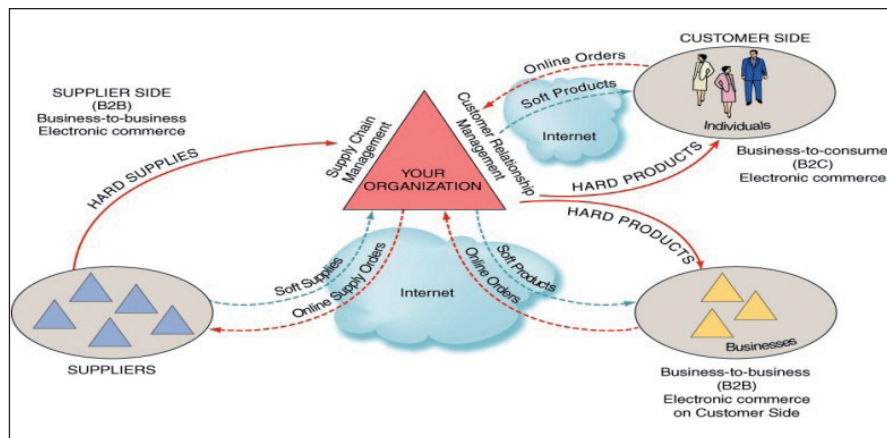 SUPPLIER SIDE
(B2B)
Business-to-business
Electronic commerce
HARD SUPPLIES
Supply Chain
Management
YOUR
ORGANIZATION
Customer Relationship
Management
Online Orders
Soft Products
Internet
CUSTOMER SIDE
Individuals
Business-to-consume
(B2C)
Electronic commerce
HARD PRODUCTS
HARD PRODUCTS
Soft Supplies
Online Supply Orders
Internet
Online Orders
Soft Products
SUPPLIERS
Businesses
Business-to-business
(B2B)
Electronic commerce
on Customer Side